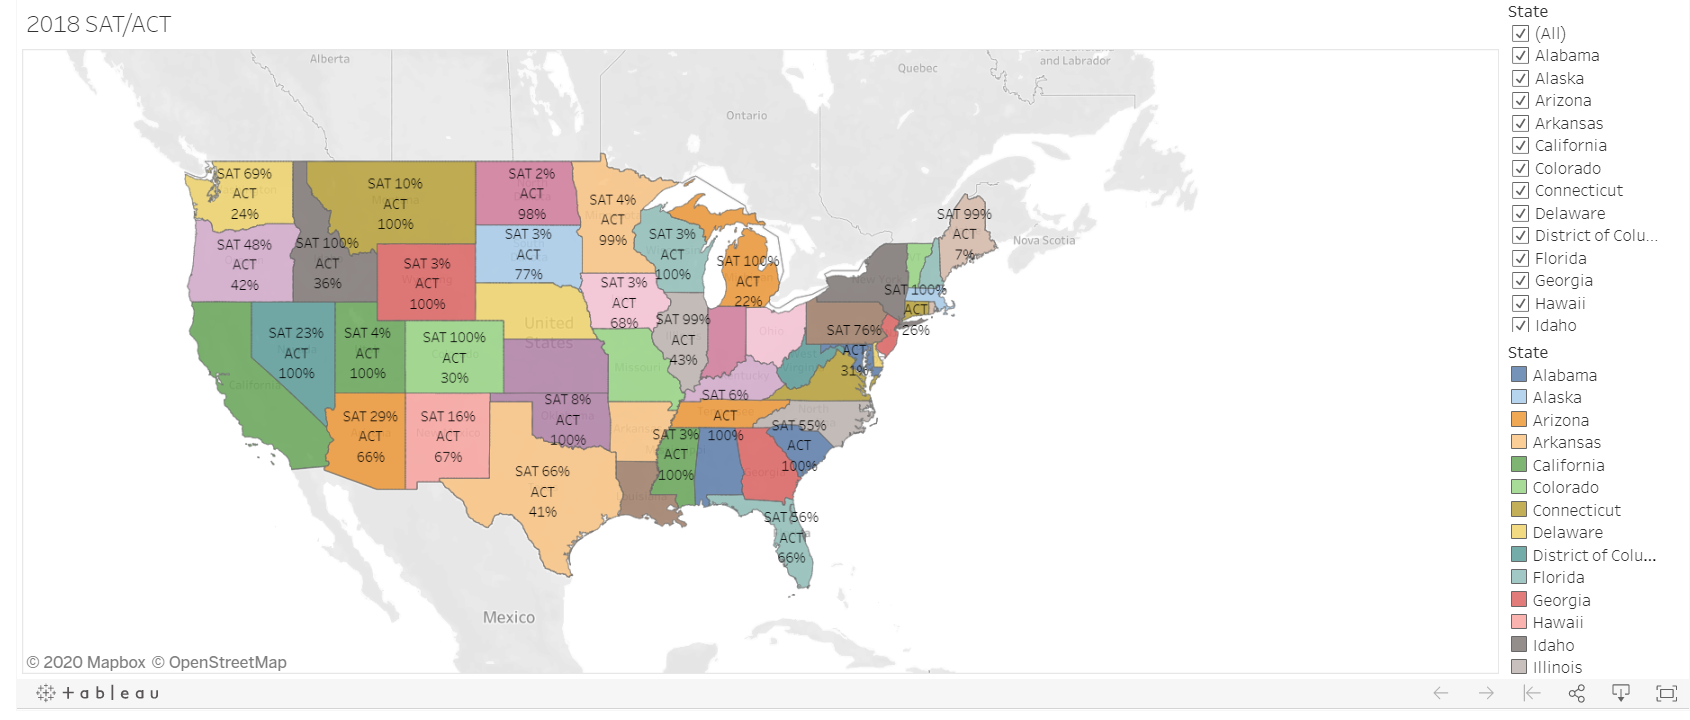 2018 SAT/ACT
Alberta
Quebec
and Labrador
Ontario
Nova Scotia
SAT 69%
ACT
24%
SAT 10%
ACT
100%
SAT 2%
ACT
98%
SAT 4%
ACT
99%
SAT 99%
ACT
7%
SAT 48%
ACT
42%
SAT 100%
ACT
36%
SAT 3%
ACT
100%
SAT 3%
ACT
77%
SAT 3%
ACT
100%
SAT 100%
ACT
22%
SAT 3%
ACT
68%
SAT 100%
ACT
26%
SAT 23%
ACT
100%
SAT 4%
ACT
100%
SAT 100%
ACT
30%
United
States
SAT 99%
ACT
43%
Ohio
SAT 76%
ACT
31%
California
Missouri
SAT 29%
ACT
66%
SAT 16%
ACT
67%
SAT 8%
ACT
100%
SAT 6%
ACT
100%
SAT 3%
ACT
100%
SAT 55%
ACT
100%
SAT 66%
ACT
41%
SAT 56%
ACT
66%
Mexico
© 2020 Mapbox © OpenStreetMap
+ a b l e a u
State
(All)
Alabama
Alaska
Arizona
Arkansas
California
Colorado
Connecticut
Delaware
District of Colu...
Florida
Georgia
Hawaii
Idaho
State
Alabama
Alaska
Arizona
Arkansas
California
Colorado
Connecticut
Delaware
District of Colu...
Florida
Georgia
Hawaii
Idaho
Illinois